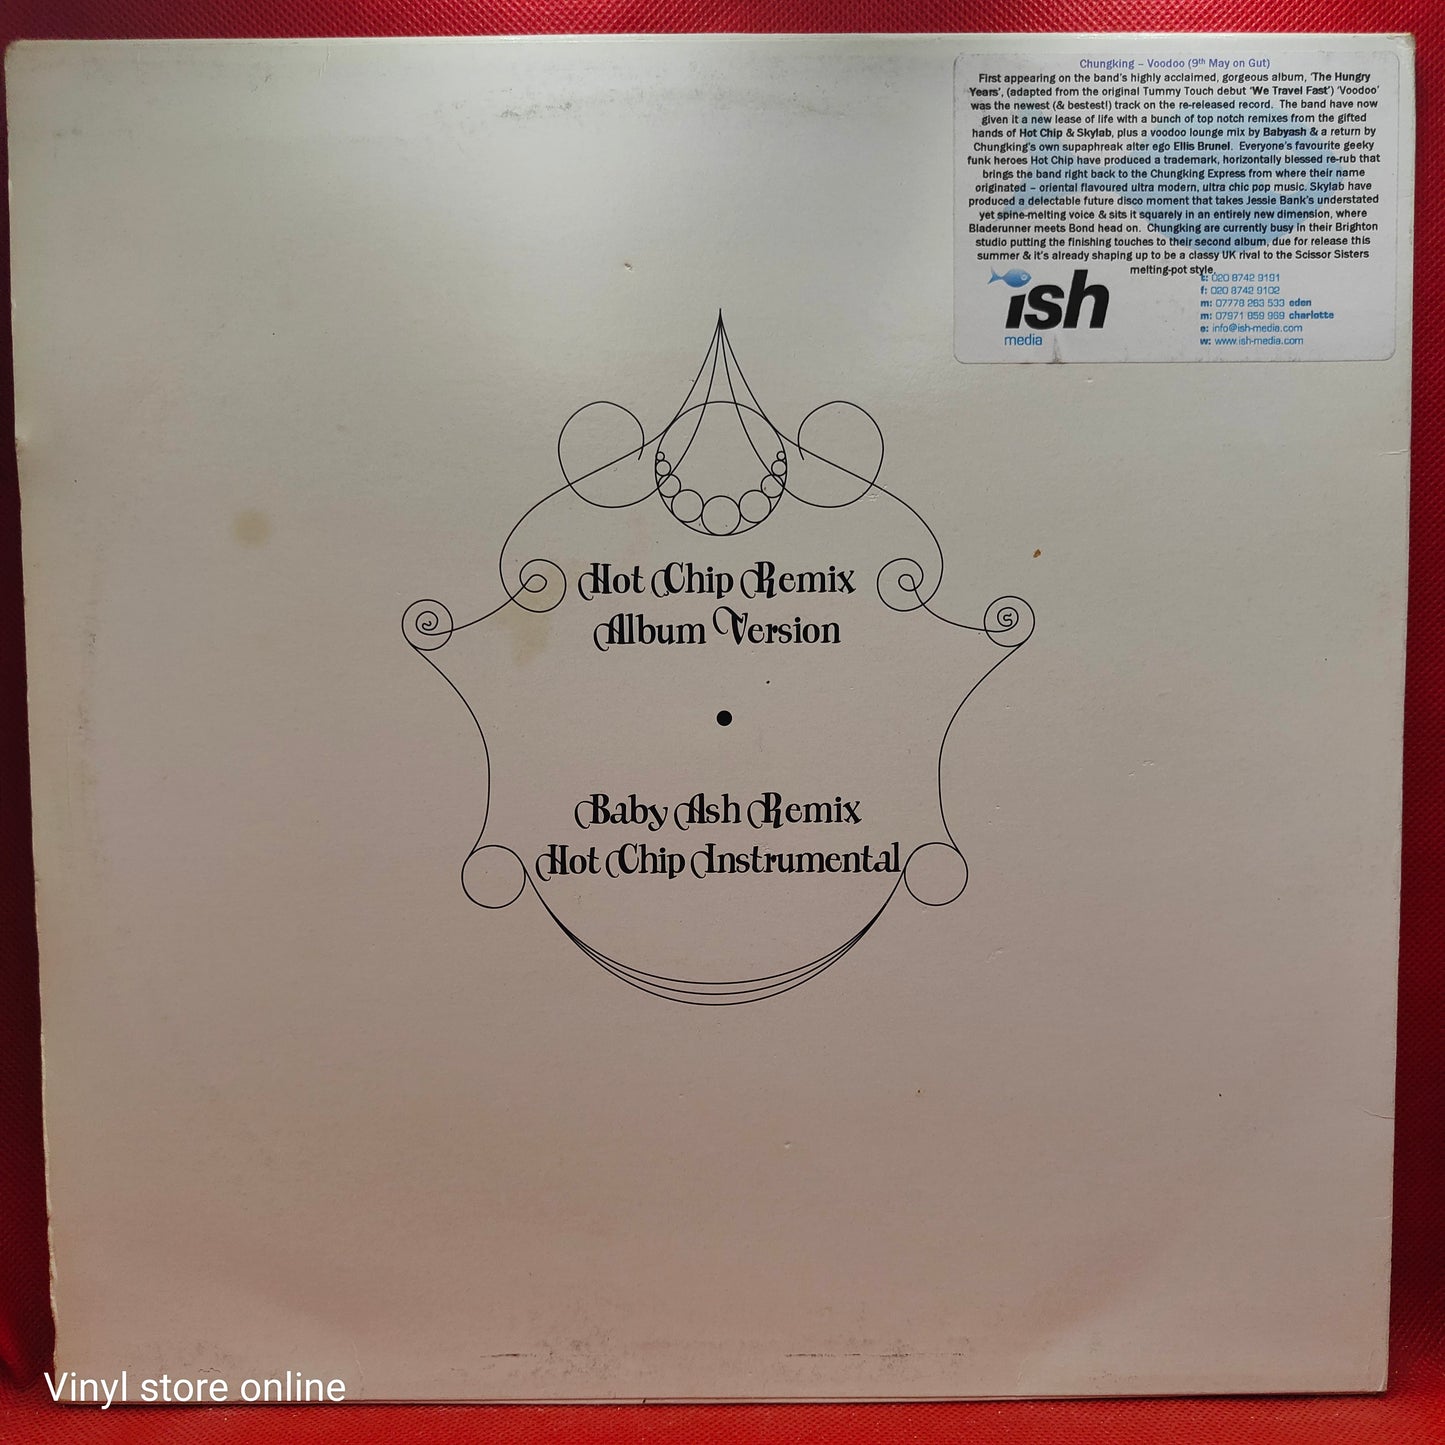 Chungking – Voodoo (9th May on Gut)
First appearing on the band's highly acclaimed, gorgeous album, 'The Hungry
Years', (adapted from the original Tummy Touch debut 'We Travel Fast') 'Voodoo'
was the newest (& bestest!) track on the re-released record. The band have now
given it a new lease of life with a bunch of top notch remixes from the gifted
hands of Hot Chip & Skylab, plus a voodoo lounge mix by Babyash & a return by
Chungking's own supaphreak alter ego Ellis Brunel. Everyone's favourite geeky
funk heroes Hot Chip have produced a trademark, horizontally blessed re-rub that
brings the band right back to the Chungking Express from where their name
originated – oriental flavoured ultra modern, ultra chic pop music. Skylab have
produced a delectable future disco moment that takes Jessie Bank's understated
yet spine-melting voice & sits it squarely in an entirely new dimension, where
Bladerunner meets Bond head on. Chungking are currently busy in their Brighton
studio putting the finishing touches to their second album, due for release this
summer & it's already shaping up to be a classy UK rival to the Scissor Sisters
melting-pot style.
ish
media
t: 020 8742 9191
f: 020 8742 9102
m: 07778 263 533 eden
m: 07971 859 969 charlotte
e: info@ish-media.com
w: www.ish-media.com
Hot Chip Remix
Album Version
Baby Ash Remix
Hot Chip Instrumental
Vinyl store online